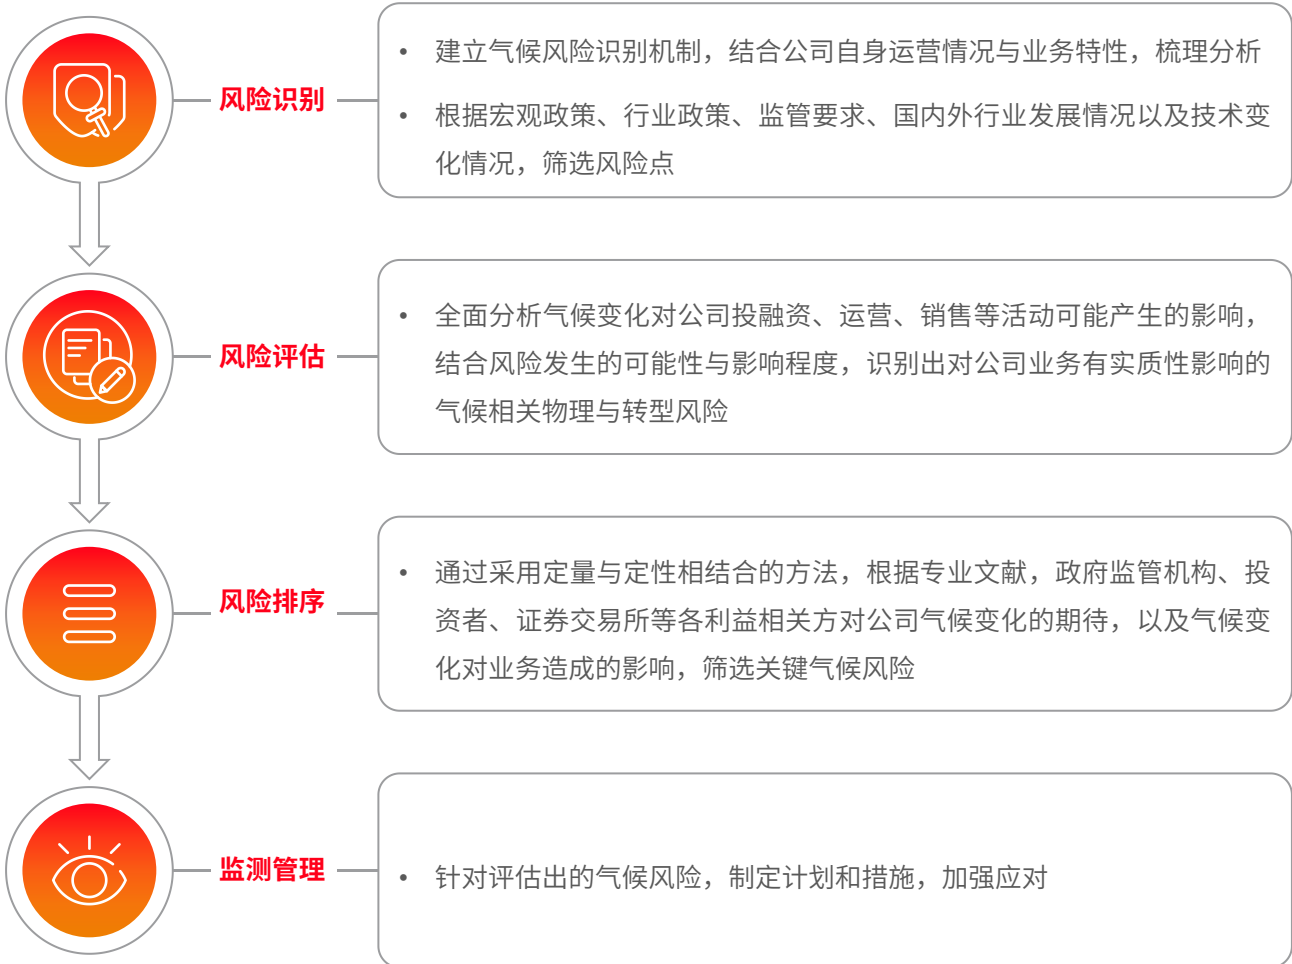 风险识别
• 建立气候风险识别机制，结合公司自身运营情况与业务特性，梳理分析
• 根据宏观政策、行业政策、监管要求、国内外行业发展情况以及技术变
化情况，筛选风险点
风险评估
• 全面分析气候变化对公司投融资、运营、销售等活动可能产生的影响，
结合风险发生的可能性与影响程度，识别出对公司业务有实质性影响的
气候相关物理与转型风险
风险排序
• 通过采用定量与定性相结合的方法，根据专业文献，政府监管机构、投
资者、证券交易所等各利益相关方对公司气候变化的期待，以及气候变
化对业务造成的影响，筛选关键气候风险
监测管理
• 针对评估出的气候风险，制定计划和措施，加强应对